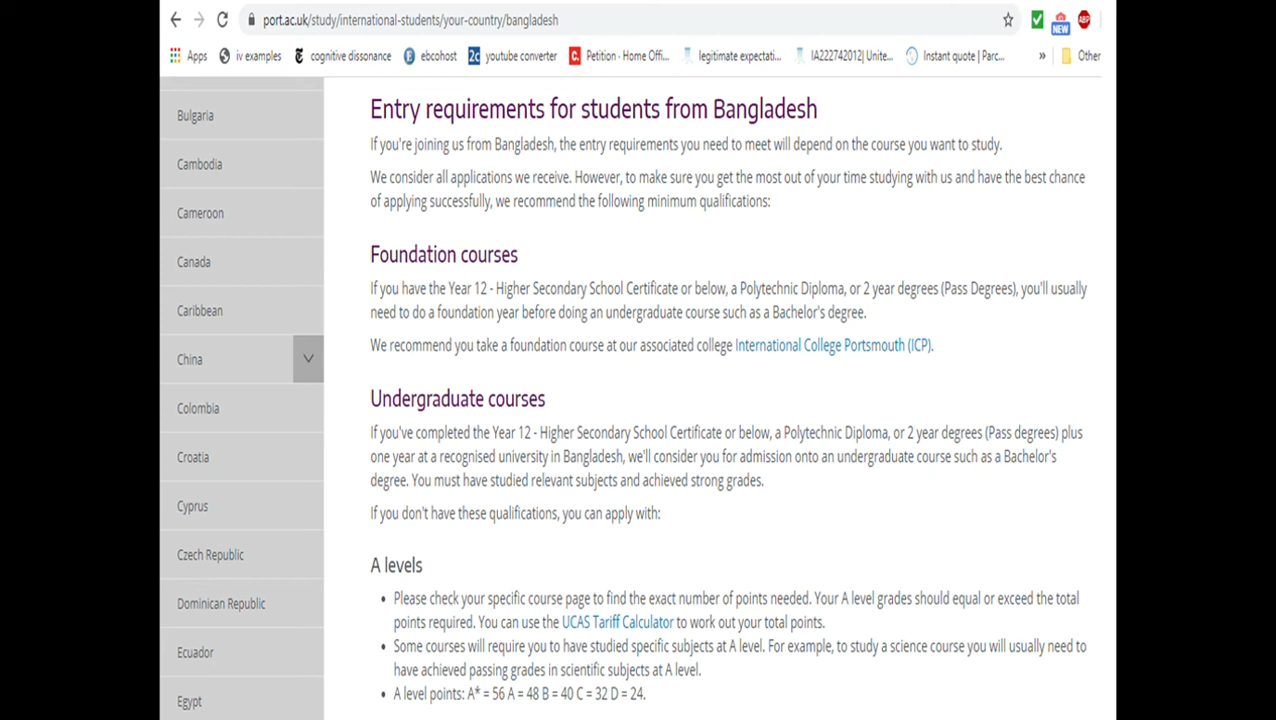 port.ac.uk/study/international-students/your-country/bangladesh
NEW
ABP
Apps
iv examples
cognitive dissonance
ebcohost
2c youtube converter
C. Petition - Home Offi...
legitimate expectati...
IA222742012| Unite...
Instant quote | Parc...
»
Other
Bulgaria
Cambodia
Cameroon
Canada
Caribbean
China
Colombia
Croatia
Cyprus
Czech Republic
Dominican Republic
Ecuador
Egypt
Entry requirements for students from Bangladesh
If you're joining us from Bangladesh, the entry requirements you need to meet will depend on the course you want to study.
We consider all applications we receive. However, to make sure you get the most out of your time studying with us and have the best chance
of applying successfully, we recommend the following minimum qualifications:
Foundation courses
If you have the Year 12 - Higher Secondary School Certificate or below, a Polytechnic Diploma, or 2 year degrees (Pass Degrees), you'll usually
need to do a foundation year before doing an undergraduate course such as a Bachelor's degree.
We recommend you take a foundation course at our associated college International College Portsmouth (ICP).
Undergraduate courses
If you've completed the Year 12 - Higher Secondary School Certificate or below, a Polytechnic Diploma, or 2 year degrees (Pass degrees) plus
one year at a recognised university in Bangladesh, we'll consider you for admission onto an undergraduate course such as a Bachelor's
degree. You must have studied relevant subjects and achieved strong grades.
If you don't have these qualifications, you can apply with:
A levels
• Please check your specific course page to find the exact number of points needed. Your A level grades should equal or exceed the total
points required. You can use the UCAS Tariff Calculator to work out your total points.
• Some courses will require you to have studied specific subjects at A level. For example, to study a science course you will usually need to
have achieved passing grades in scientific subjects at A level.
• A level points: A* = 56 A = 48 B = 40 C = 32 D = 24.